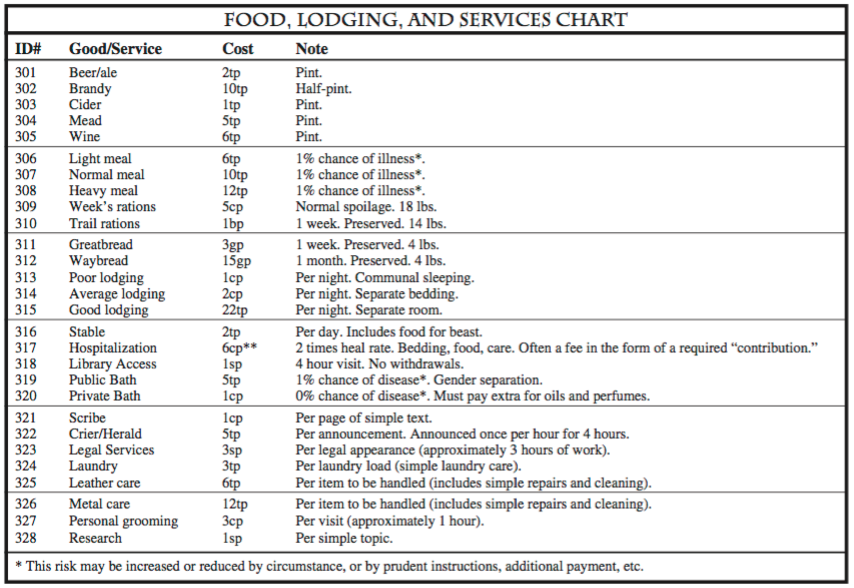 FOOD, LODGING, AND SERVICES CHART
ID# Good/Service Cost Note
301 Beer/ale 2tp Pint.
302 Brandy 10tp Half-pint.
303 Cider 1tp Pint.
304 Mead 5tp Pint.
305 Wine 6tp Pint.
306 Light meal 6tp 1% chance of illness*.
307 Normal meal 10tp 1% chance of illness*.
308 Heavy meal 12tp 1% chance of illness*.
309 Week's rations 5cp Normal spoilage. 18 lbs.
310 Trail rations 1bp 1 week. Preserved. 14 lbs.
311 Greatbread 3gp 1 week. Preserved. 4 lbs.
312 Waybread 15gp 1 month. Preserved. 4 lbs.
313 Poor lodging 1cp Per night. Communal sleeping.
314 Average lodging 2cp Per night. Separate bedding.
315 Good lodging 22tp Per night. Separate room.
316 Stable 2tp Per day. Includes food for beast.
317 Hospitalization 6cp** 2 times heal rate. Bedding, food, care. Often a fee in the form of a required “contribution.”
318 Library Access 1sp 4 hour visit. No withdrawals.
319 Public Bath 5tp 1% chance of disease*. Gender separation.
320 Private Bath 1cp 0% chance of disease*. Must pay extra for oils and perfumes.
321 Scribe 1cp Per page of simple text.
322 Crier/Herald 5tp Per announcement. Announced once per hour for 4 hours.
323 Legal Services 3sp Per legal appearance (approximately 3 hours of work).
324 Laundry 3tp Per laundry load (simple laundry care).
325 Leather care 6tp Per item to be handled (includes simple repairs and cleaning).
326 Metal care 12tp Per item to be handled (includes simple repairs and cleaning).
327 Personal grooming 3cp Per visit (approximately 1 hour).
328 Research 1sp Per simple topic.
* This risk may be increased or reduced by circumstance, or by prudent instructions, additional payment, etc.